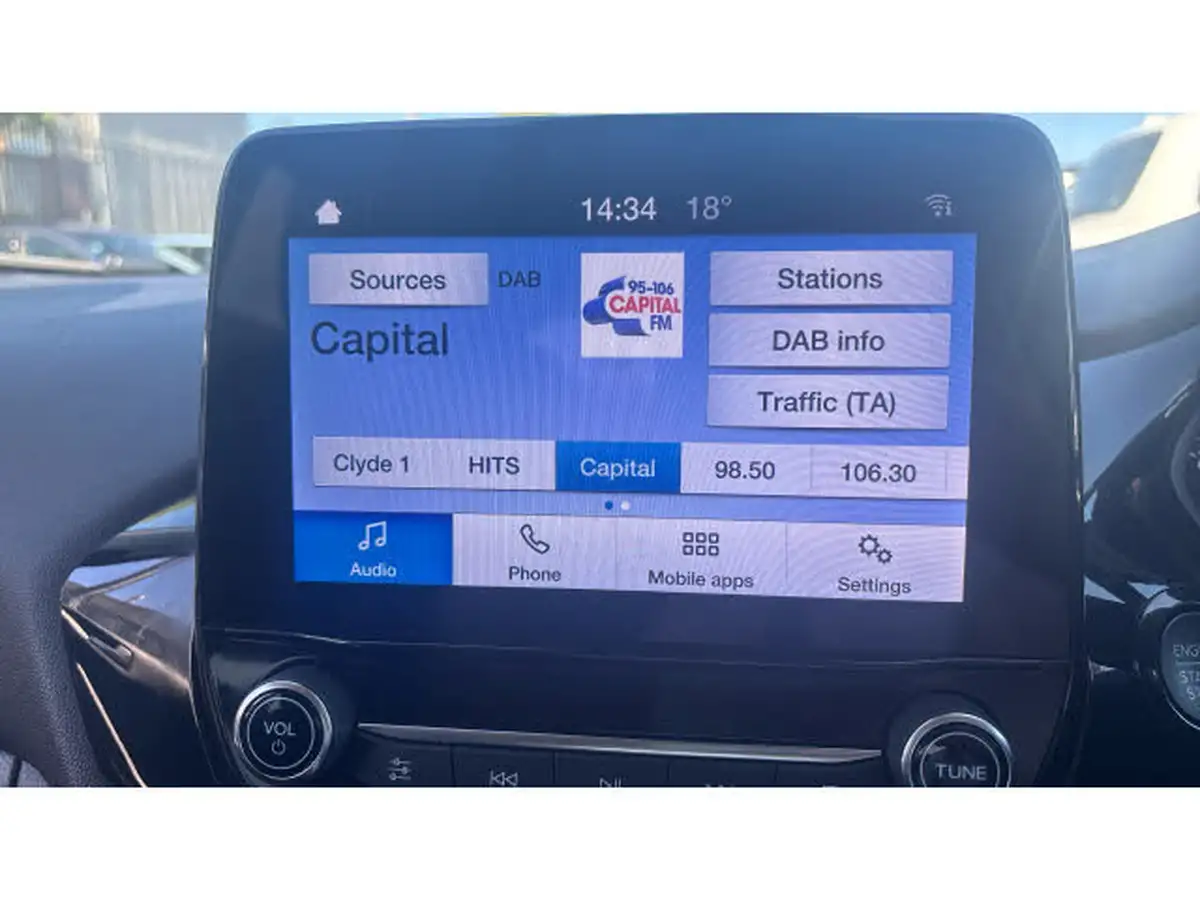 14:34 18°
Sources DAB
Capital
95-106
CAPITAL
FM
Stations
DAB info
Traffic (TA)
Clyde 1 HITS Capital 98.50 106.30
Audio Phone Mobile apps Settings
VOL
TUNE